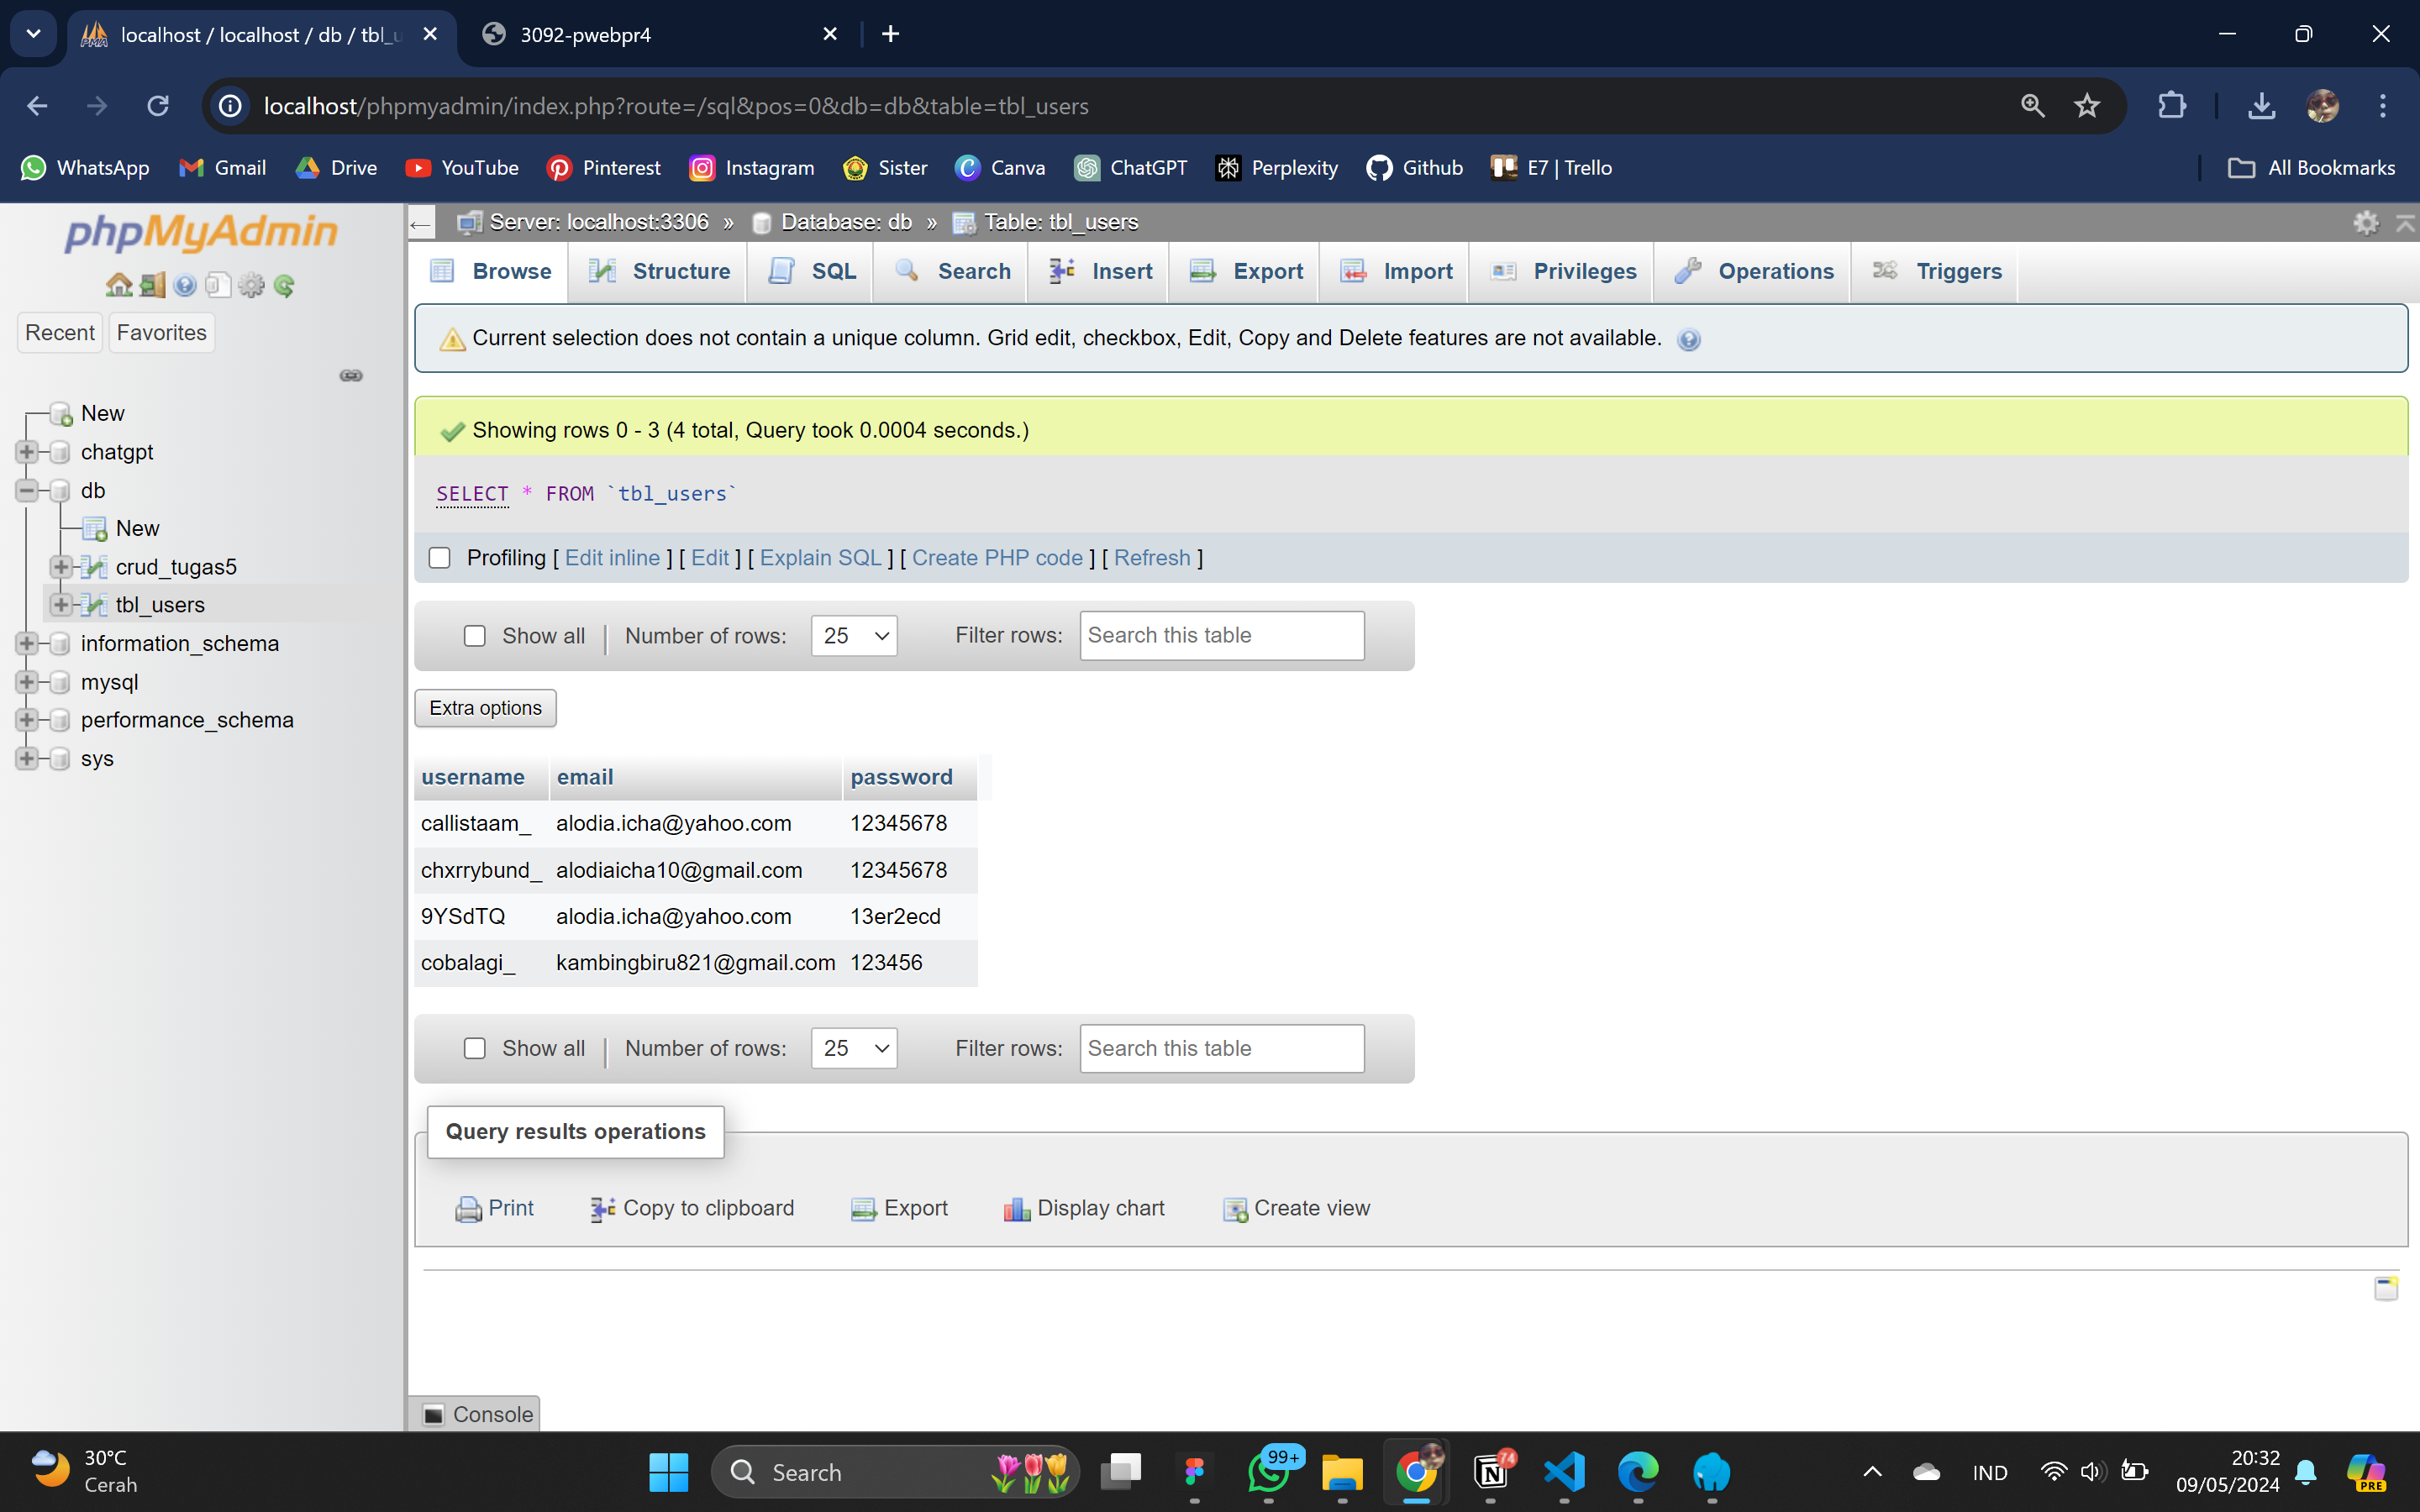 localhost / localhost / db / tbl_u
3092-pwebpr4
localhost/phpmyadmin/index.php?route=/sql&pos=0&db=db&table=tbl_users
WhatsApp Gmail Drive YouTube Pinterest Instagram Sister Canva ChatGPT Perplexity Github E7 | Trello All Bookmarks
phpMyAdmin
Recent Favorites
New
chatgpt
db
New
crud_tugas5
tbl_users
information_schema
mysql
performance_schema
sys
Server: localhost:3306 » Database: db » Table: tbl_users
Browse Structure SQL Search Insert Export Import Privileges Operations Triggers
Current selection does not contain a unique column. Grid edit, checkbox, Edit, Copy and Delete features are not available.
Showing rows 0 - 3 (4 total, Query took 0.0004 seconds.)
SELECT * FROM `tbl_users`
Profiling [ Edit inline ] [ Edit ] [ Explain SQL ] [ Create PHP code ] [ Refresh ]
Show all | Number of rows: 25 Filter rows: Search this table
Extra options
username email password
callistaam_ alodia.icha@yahoo.com 12345678
chxrrybund_ alodiaicha10@gmail.com 12345678
9YSdTQ alodia.icha@yahoo.com 13er2ecd
cobalagi_ kambingbiru821@gmail.com 123456
Show all | Number of rows: 25 Filter rows: Search this table
Query results operations
Print Copy to clipboard Export Display chart Create view
Console
30°C
Cerah
Search
99+
74
IND
20:32
09/05/2024
PRE